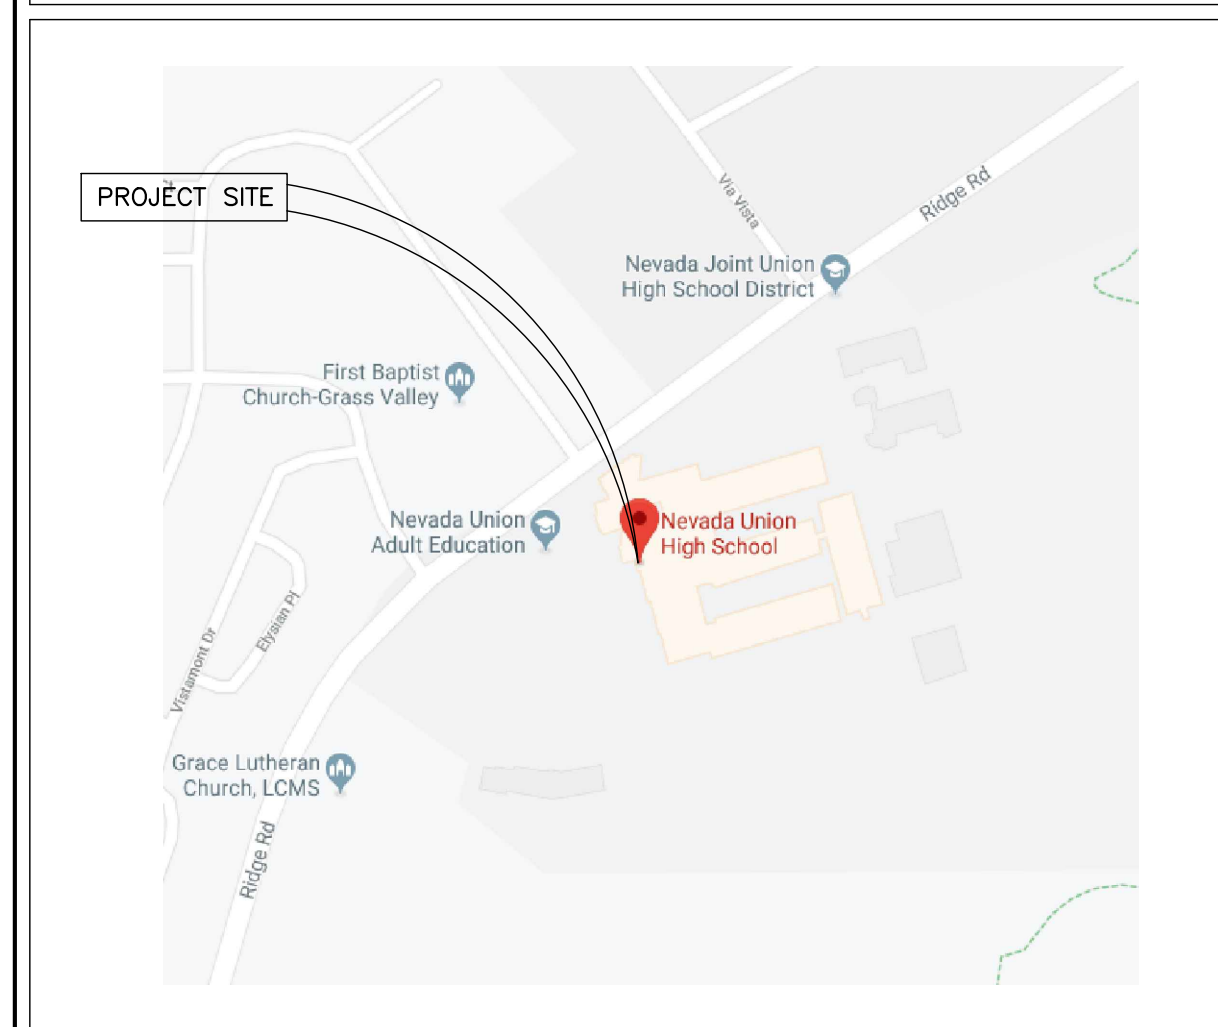 PROJECT SITE
Via Vista
Ridge Rd
Nevada Joint Union
High School District
First Baptist
Church-Grass Valley
Nevada Union
Adult Education
Nevada Union
High School
Elysian Pl
Vistamont Dr
Grace Lutheran
Church, LCMS
Ridge Rd